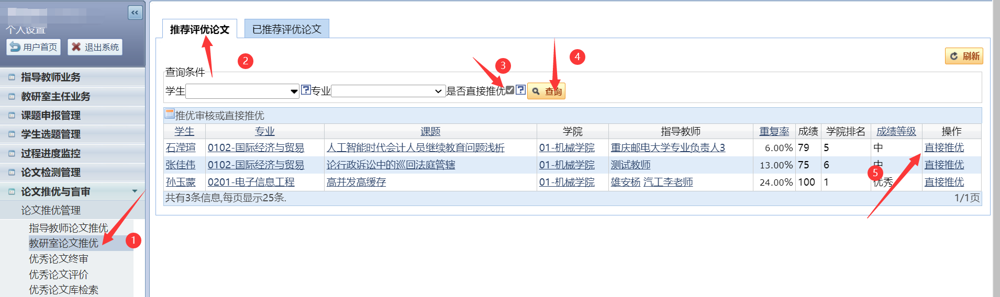 个人设置
用户首页 退出系统
指导教师业务
教研室主任业务
课题申报管理
学生选题管理
过程进度监控
论文检测管理
论文推优与盲审
论文推优管理
指导教师论文推优
教研室论文推优 1
优秀论文终审
优秀论文评价
优秀论文库检索
推荐评优论文 已推荐评优论文
2 3 4
刷新
查询条件
学生 ? 专业 是否直接推优 ? 查询
推优审核或直接推优
学生 专业 课题 学院 指导教师 重复率 成绩 学院排名 成绩等级 操作
石滢瑄 0102-国际经济与贸易 人工智能时代会计人员继续教育问题浅析 01-机械学院 重庆邮电大学专业负责人3 6.00% 79 5 中 直接推优
张佳伟 0102-国际经济与贸易 论行政诉讼中的巡回法庭管辖 01-机械学院 测试教师 13.00% 75 6 中 直接推优
5
孙玉蒙 0201-电子信息工程 高并发高缓存 01-机械学院 雄安杨 汽工李老师 24.00% 100 1 优秀 直接推优
共有3条信息,每页显示25条. 1/1页